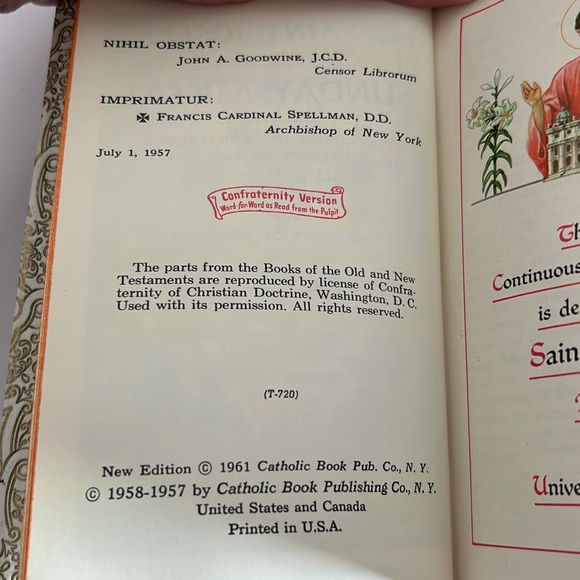 NIHIL OBSTAT:
JOHN A. GOODWINE, J.C.D.
Censor Librorum
IMPRIMATUR:
✠ FRANCIS CARDINAL SPELLMAN, D.D.
Archbishop of New York
July 1, 1957
Confraternity Version
Word-for-Word as Read from the Pulpit
The parts from the Books of the Old and New
Testaments are reproduced by license of Confra-
ternity of Christian Doctrine, Washington, D. C.
Used with its permission. All rights reserved.
(T-720)
New Edition © 1961 Catholic Book Pub. Co., N. Y.
© 1958-1957 by Catholic Book Publishing Co., N. Y.
United States and Canada
Printed in U.S.A.
Th
Continuous
is de
Sain
Unive